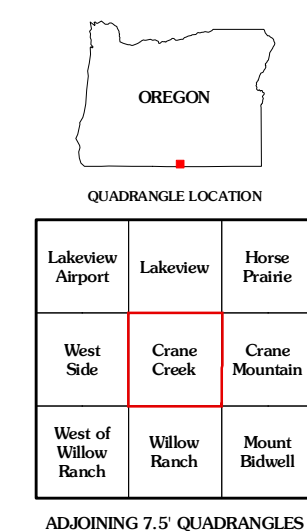 OREGON
QUADRANGLE LOCATION
Lakeview
Airport
Lakeview
Horse
Prairie
West
Side
Crane
Creek
Crane
Mountain
West of
Willow
Ranch
Willow
Ranch
Mount
Bidwell
ADJOINING 7.5' QUADRANGLES